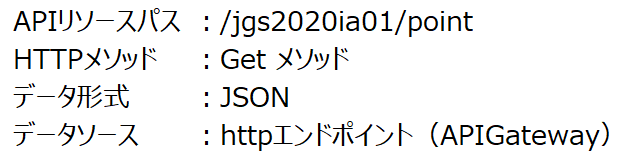 APIリソースパス ：/jgs2020ia01/point
HTTPメソッド ：Get メソッド
データ形式 ：JSON
データソース ：httpエンドポイント（APIGateway）